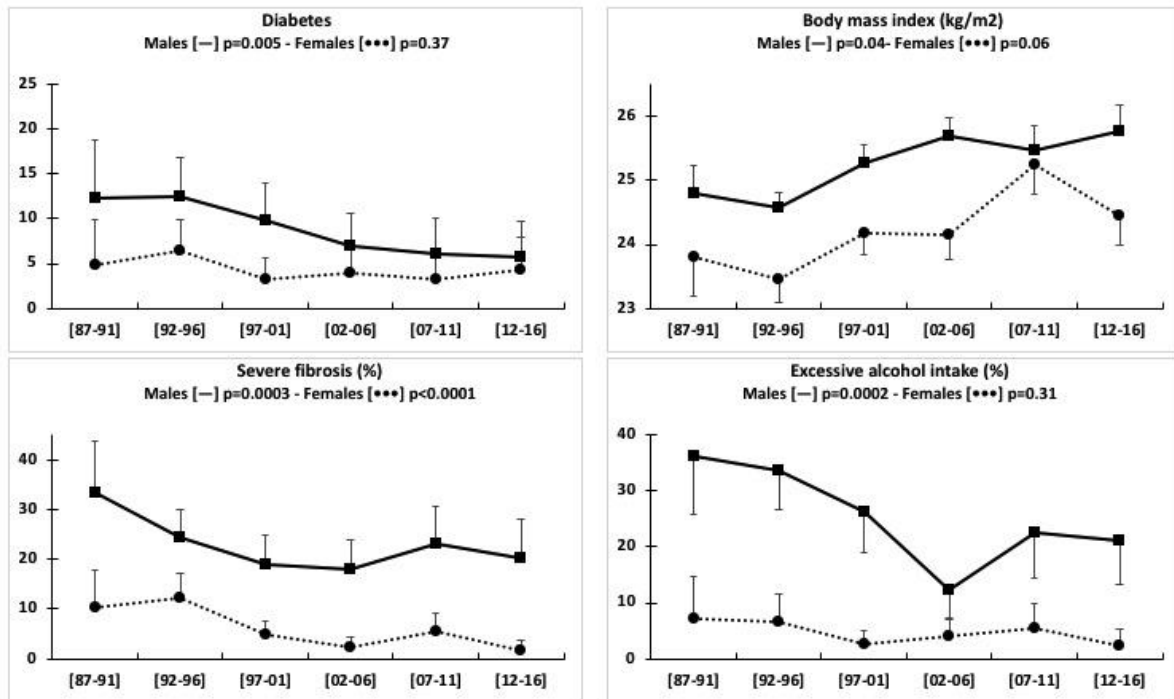 Diabetes
Males [—] p=0.005 - Females [•••] p=0.37
25
20
15
10
5
0
[87-91] [92-96] [97-01] [02-06] [07-11] [12-16]
Body mass index (kg/m2)
Males [—] p=0.04- Females [•••] p=0.06
26
25
24
23
[87-91] [92-96] [97-01] [02-06] [07-11] [12-16]
Severe fibrosis (%)
Males [—] p=0.0003 - Females [•••] p<0.0001
40
30
20
10
0
[87-91] [92-96] [97-01] [02-06] [07-11] [12-16]
Excessive alcohol intake (%)
Males [—] p=0.0002 - Females [•••] p=0.31
40
30
20
10
0
[87-91] [92-96] [97-01] [02-06] [07-11] [12-16]